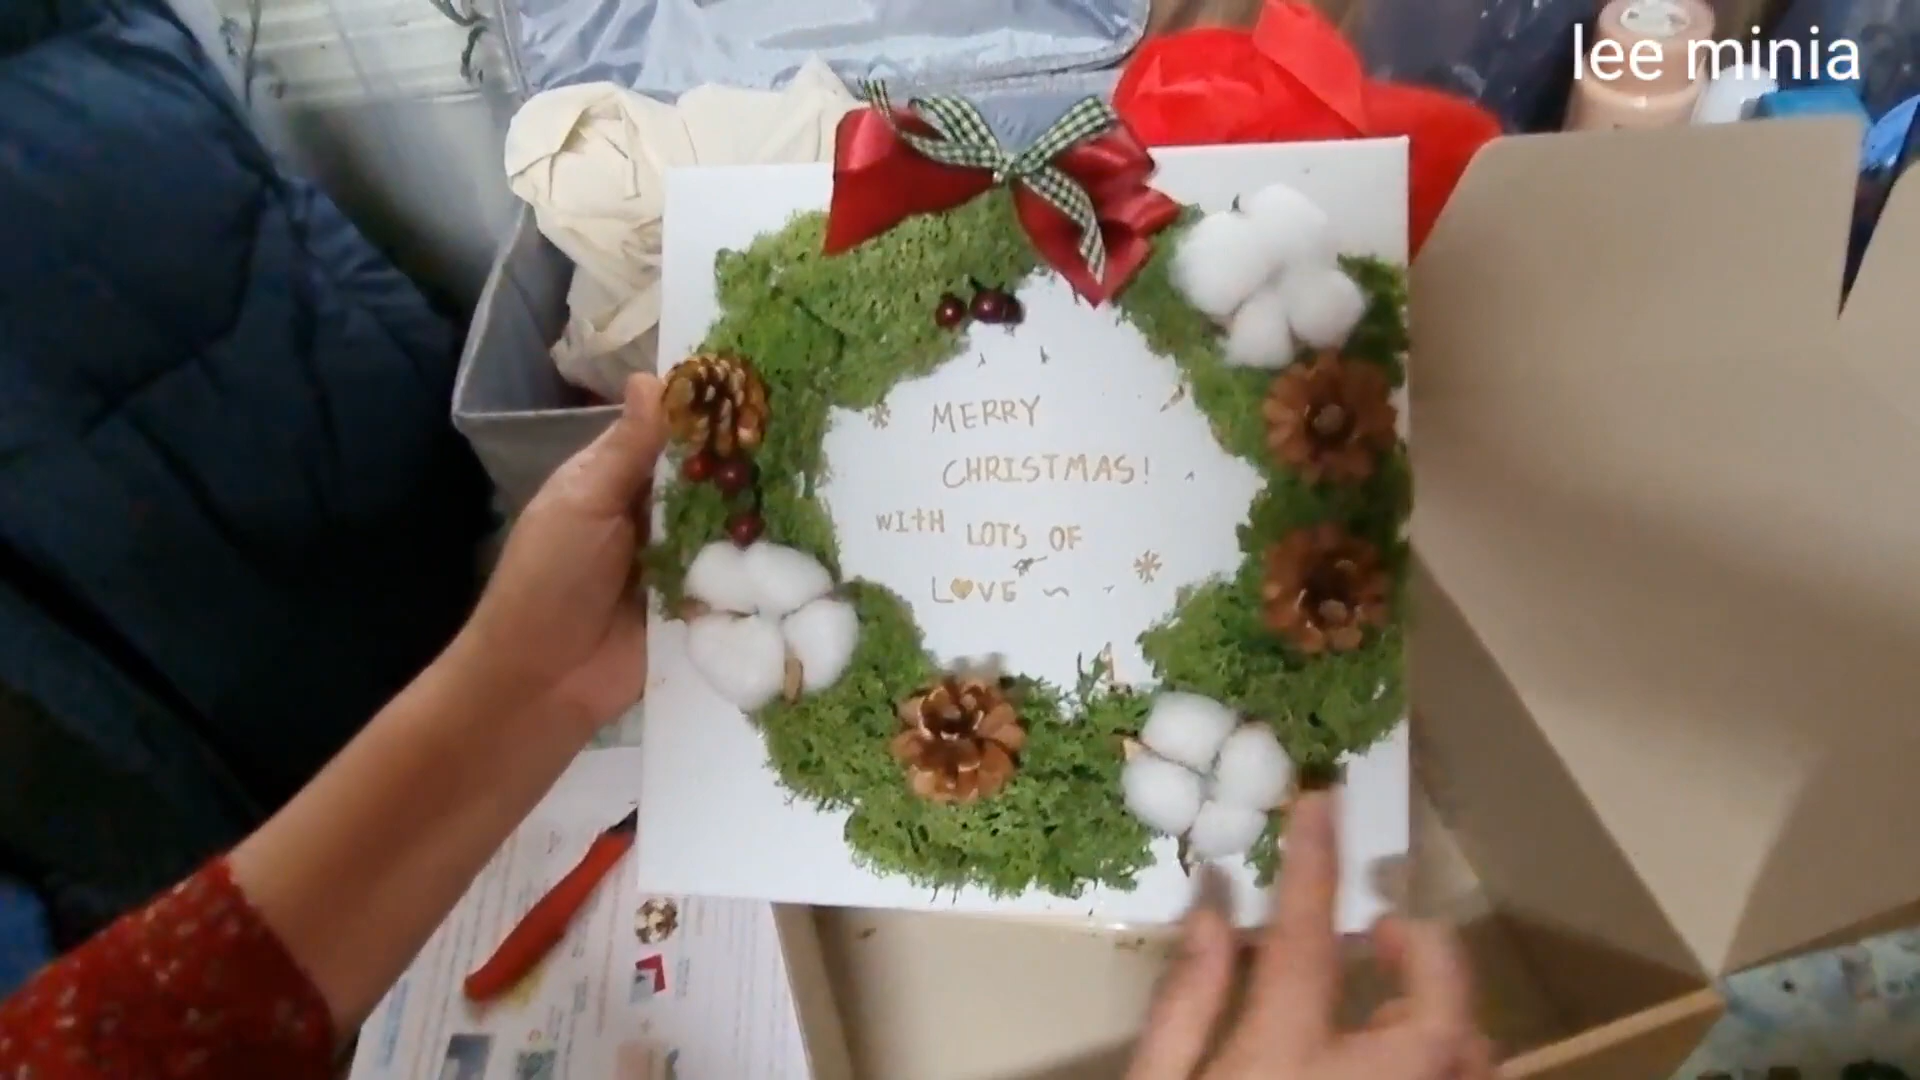 lee minia
MERRY
CHRISTMAS!
WITH LOTS OF
LOVE ~